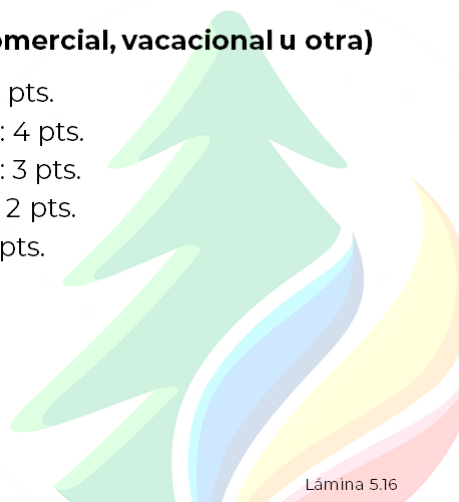 omercial, vacacional u otra)
pts.
: 4 pts.
: 3 pts.
2 pts.
pts.
Lámina 5.16